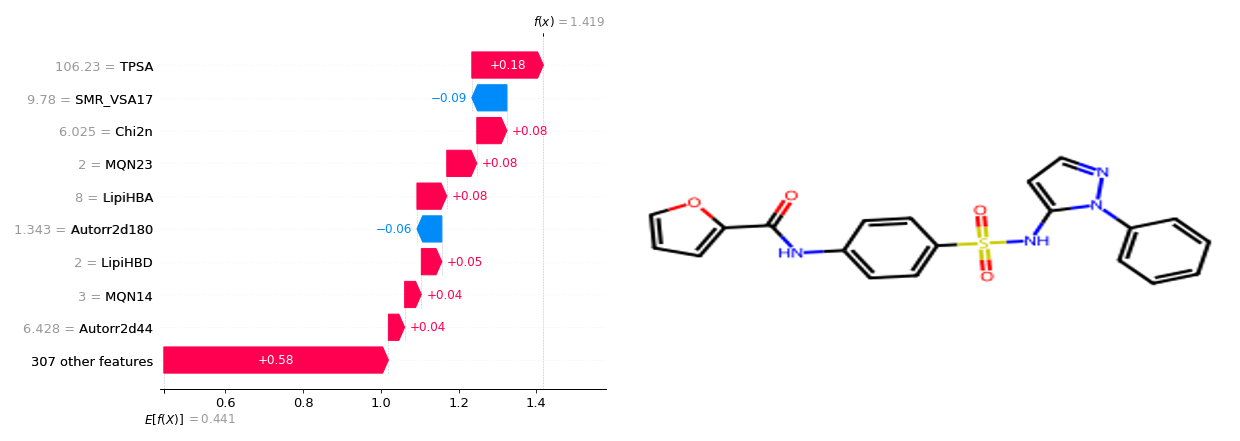 f(x) = 1.419
106.23 = TPSA
+0.18
9.78 = SMR_VSA17
−0.09
6.025 = Chi2n
+0.08
2 = MQN23
+0.08
8 = LipiHBA
+0.08
1.343 = Autorr2d180
−0.06
2 = LipiHBD
+0.05
3 = MQN14
+0.04
6.428 = Autorr2d44
+0.04
307 other features
+0.58
0.6 0.8 1.0 1.2 1.4
E[f(X)] = 0.441
O
O
HN
O
S
O
NH
N
N